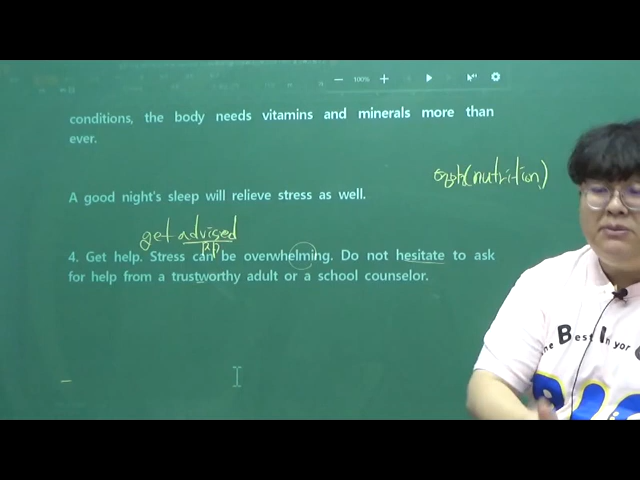 100%
conditions, the body needs vitamins and minerals more than
ever.
(nutrition)
A good night's sleep will relieve stress as well.
get advised
pp
4. Get help. Stress can be overwhelming. Do not hesitate to ask
for help from a trustworthy adult or a school counselor.
Best In